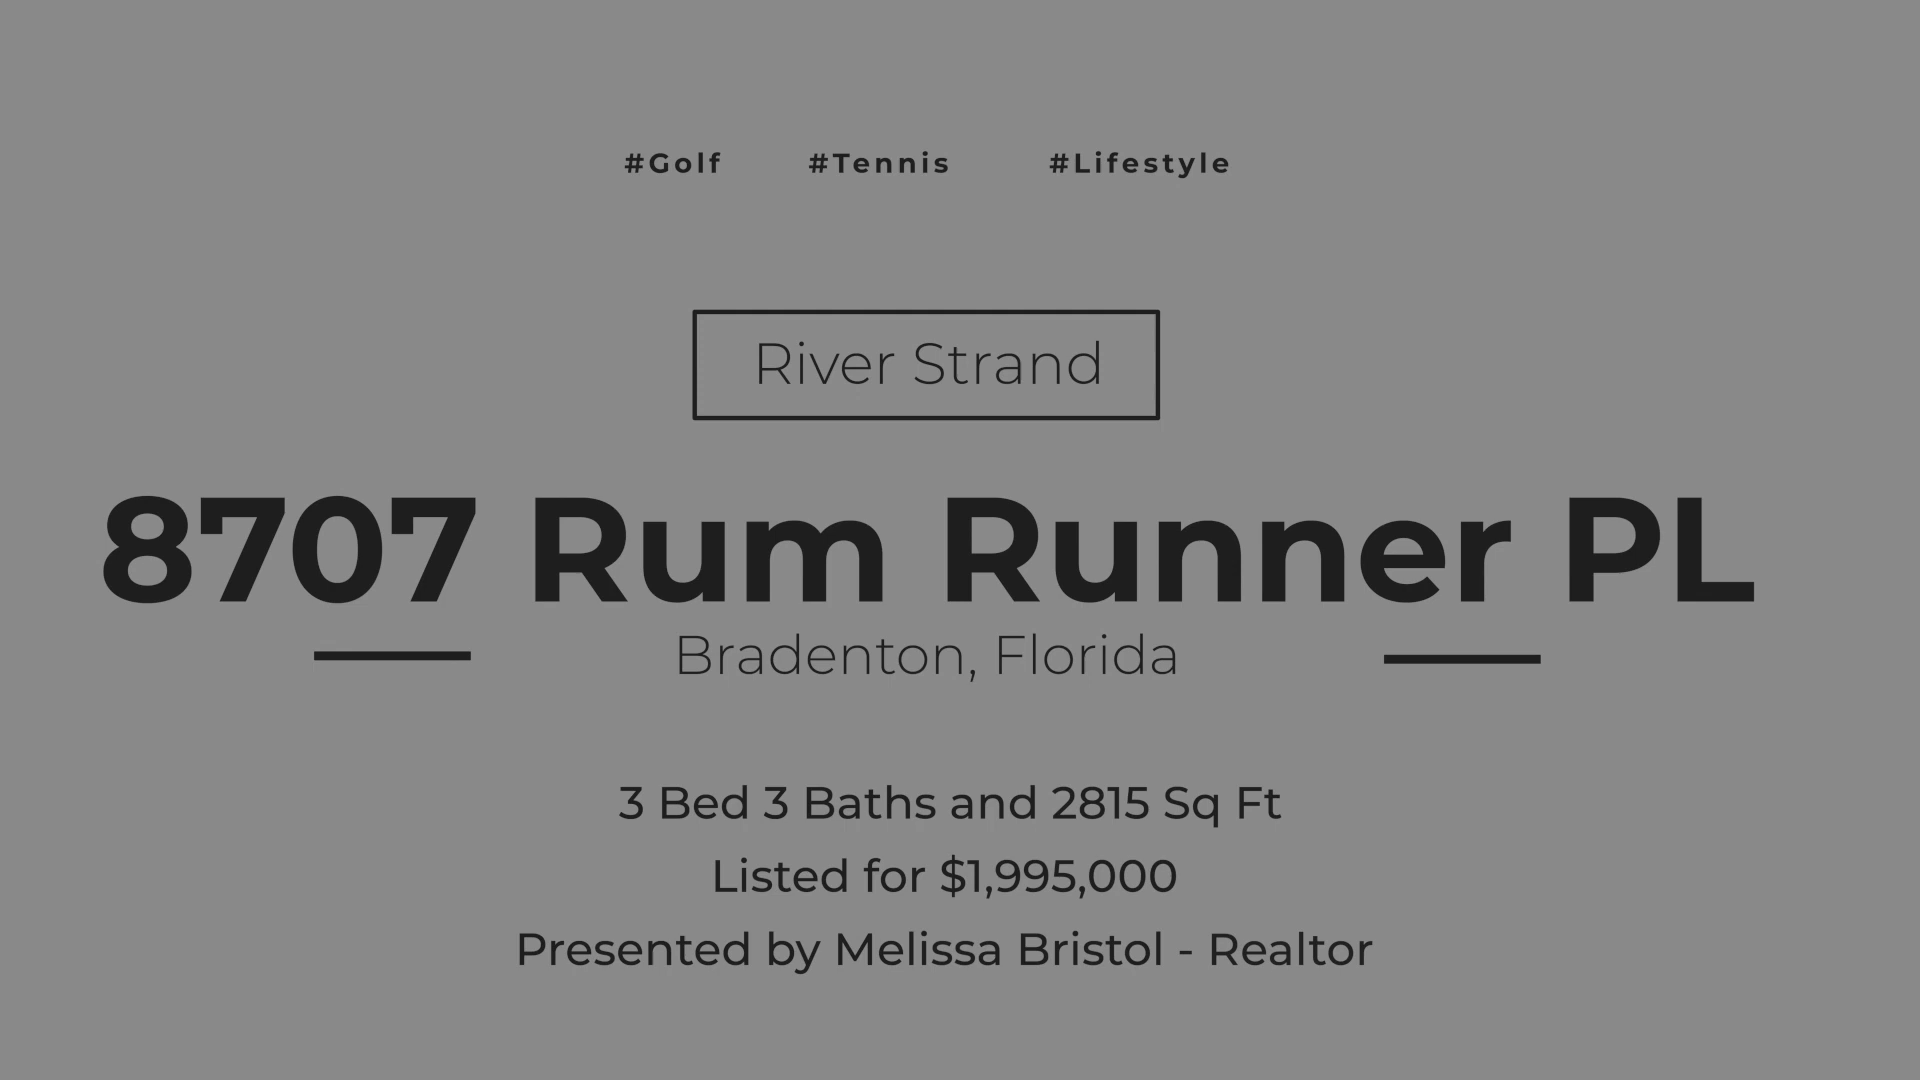 #Golf #Tennis #Lifestyle
River Strand
8707 Rum Runner PL
Bradenton, Florida
3 Bed 3 Baths and 2815 Sq Ft
Listed for $1,995,000
Presented by Melissa Bristol - Realtor